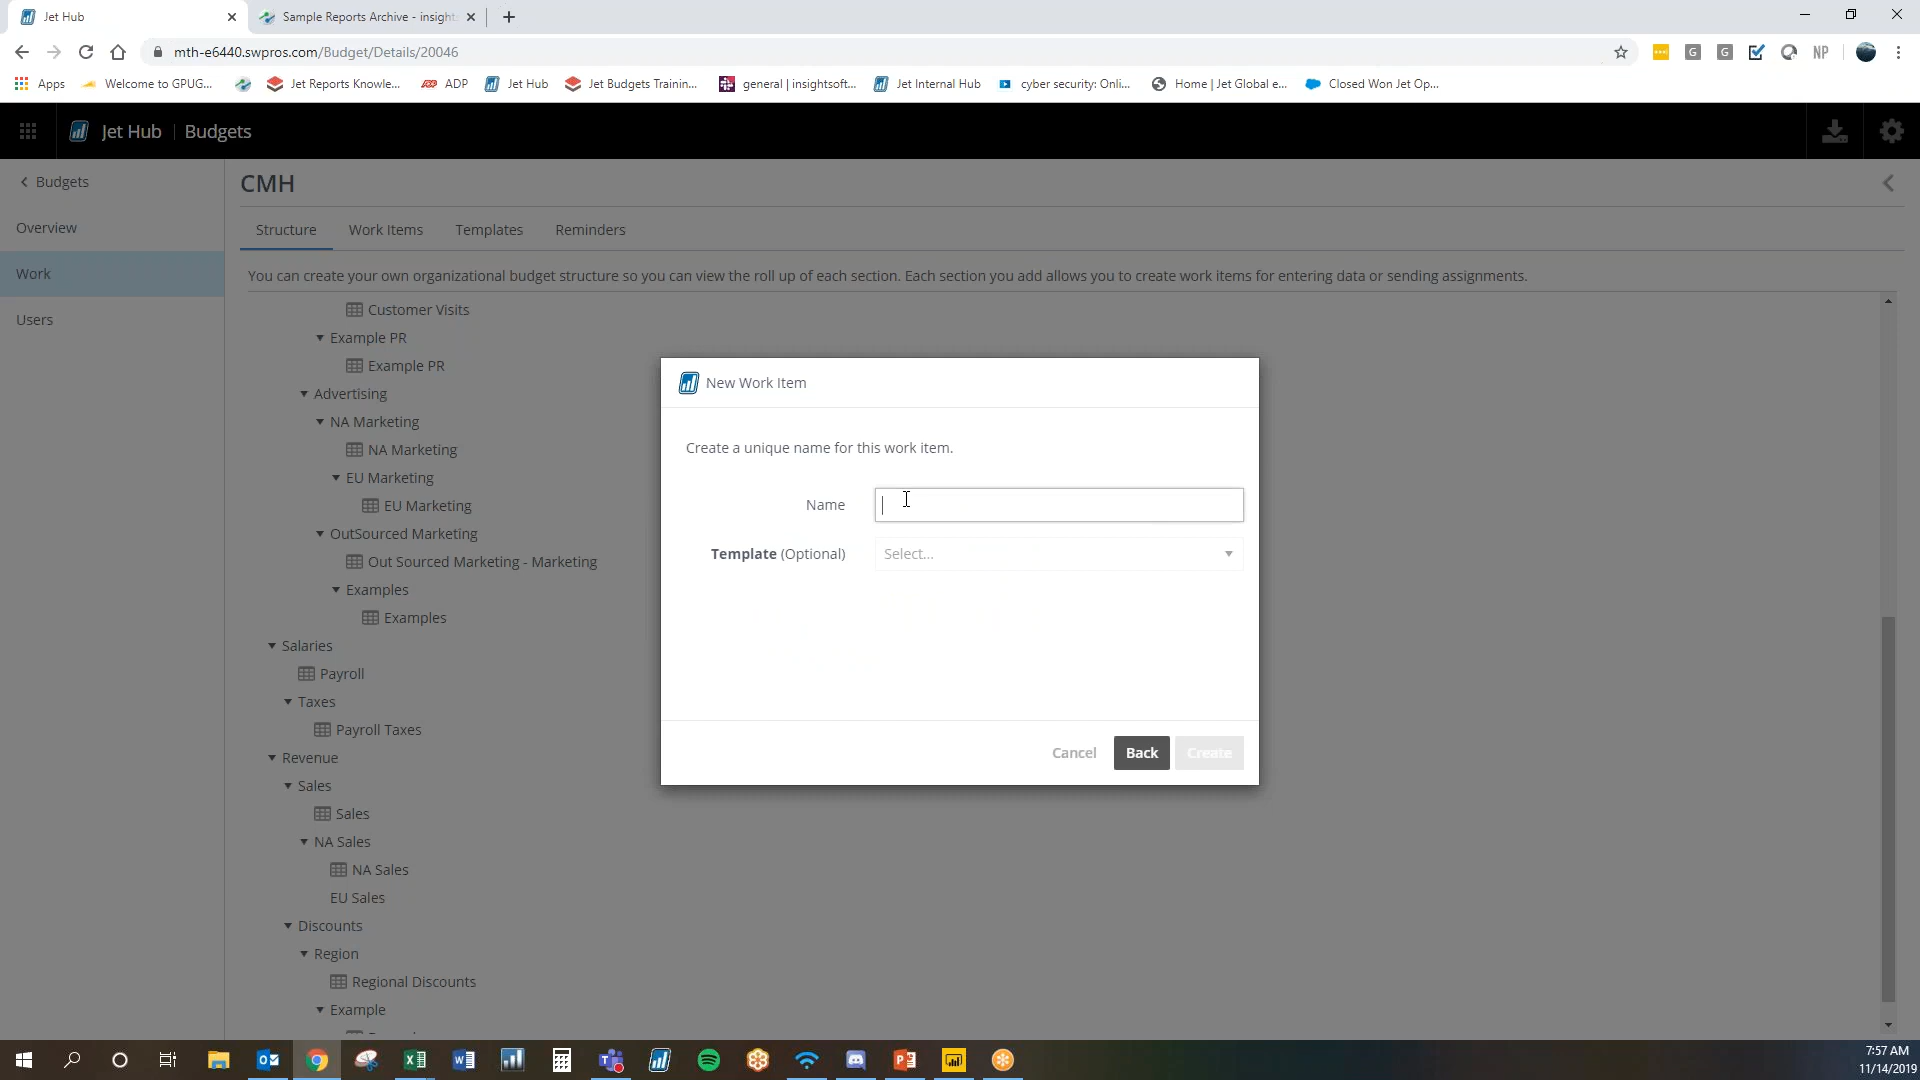 Jet Hub
Sample Reports Archive - insight
mth-e6440.swpros.com/Budget/Details/20046
NP
Apps
Welcome to GPUG...
Jet Reports Knowle...
ADP
Jet Hub
Jet Budgets Trainin...
general | insightsoft...
Jet Internal Hub
cyber security: Onli...
Home | Jet Global e...
Closed Won Jet Op...
Jet Hub | Budgets
Budgets
CMH
Overview
Work
Users
Structure
Work Items
Templates
Reminders
You can create your own organizational budget structure so you can view the roll up of each section. Each section you add allows you to create work items for entering data or sending assignments.
Customer Visits
Example PR
Example PR
Advertising
NA Marketing
NA Marketing
EU Marketing
EU Marketing
OutSourced Marketing
Out Sourced Marketing - Marketing
Examples
Examples
Salaries
Payroll
Taxes
Payroll Taxes
Revenue
Sales
Sales
NA Sales
NA Sales
EU Sales
Discounts
Region
Regional Discounts
Example
New Work Item
Create a unique name for this work item.
Name
Template (Optional)
Select...
Cancel
Back
Create
7:57 AM
11/14/2019